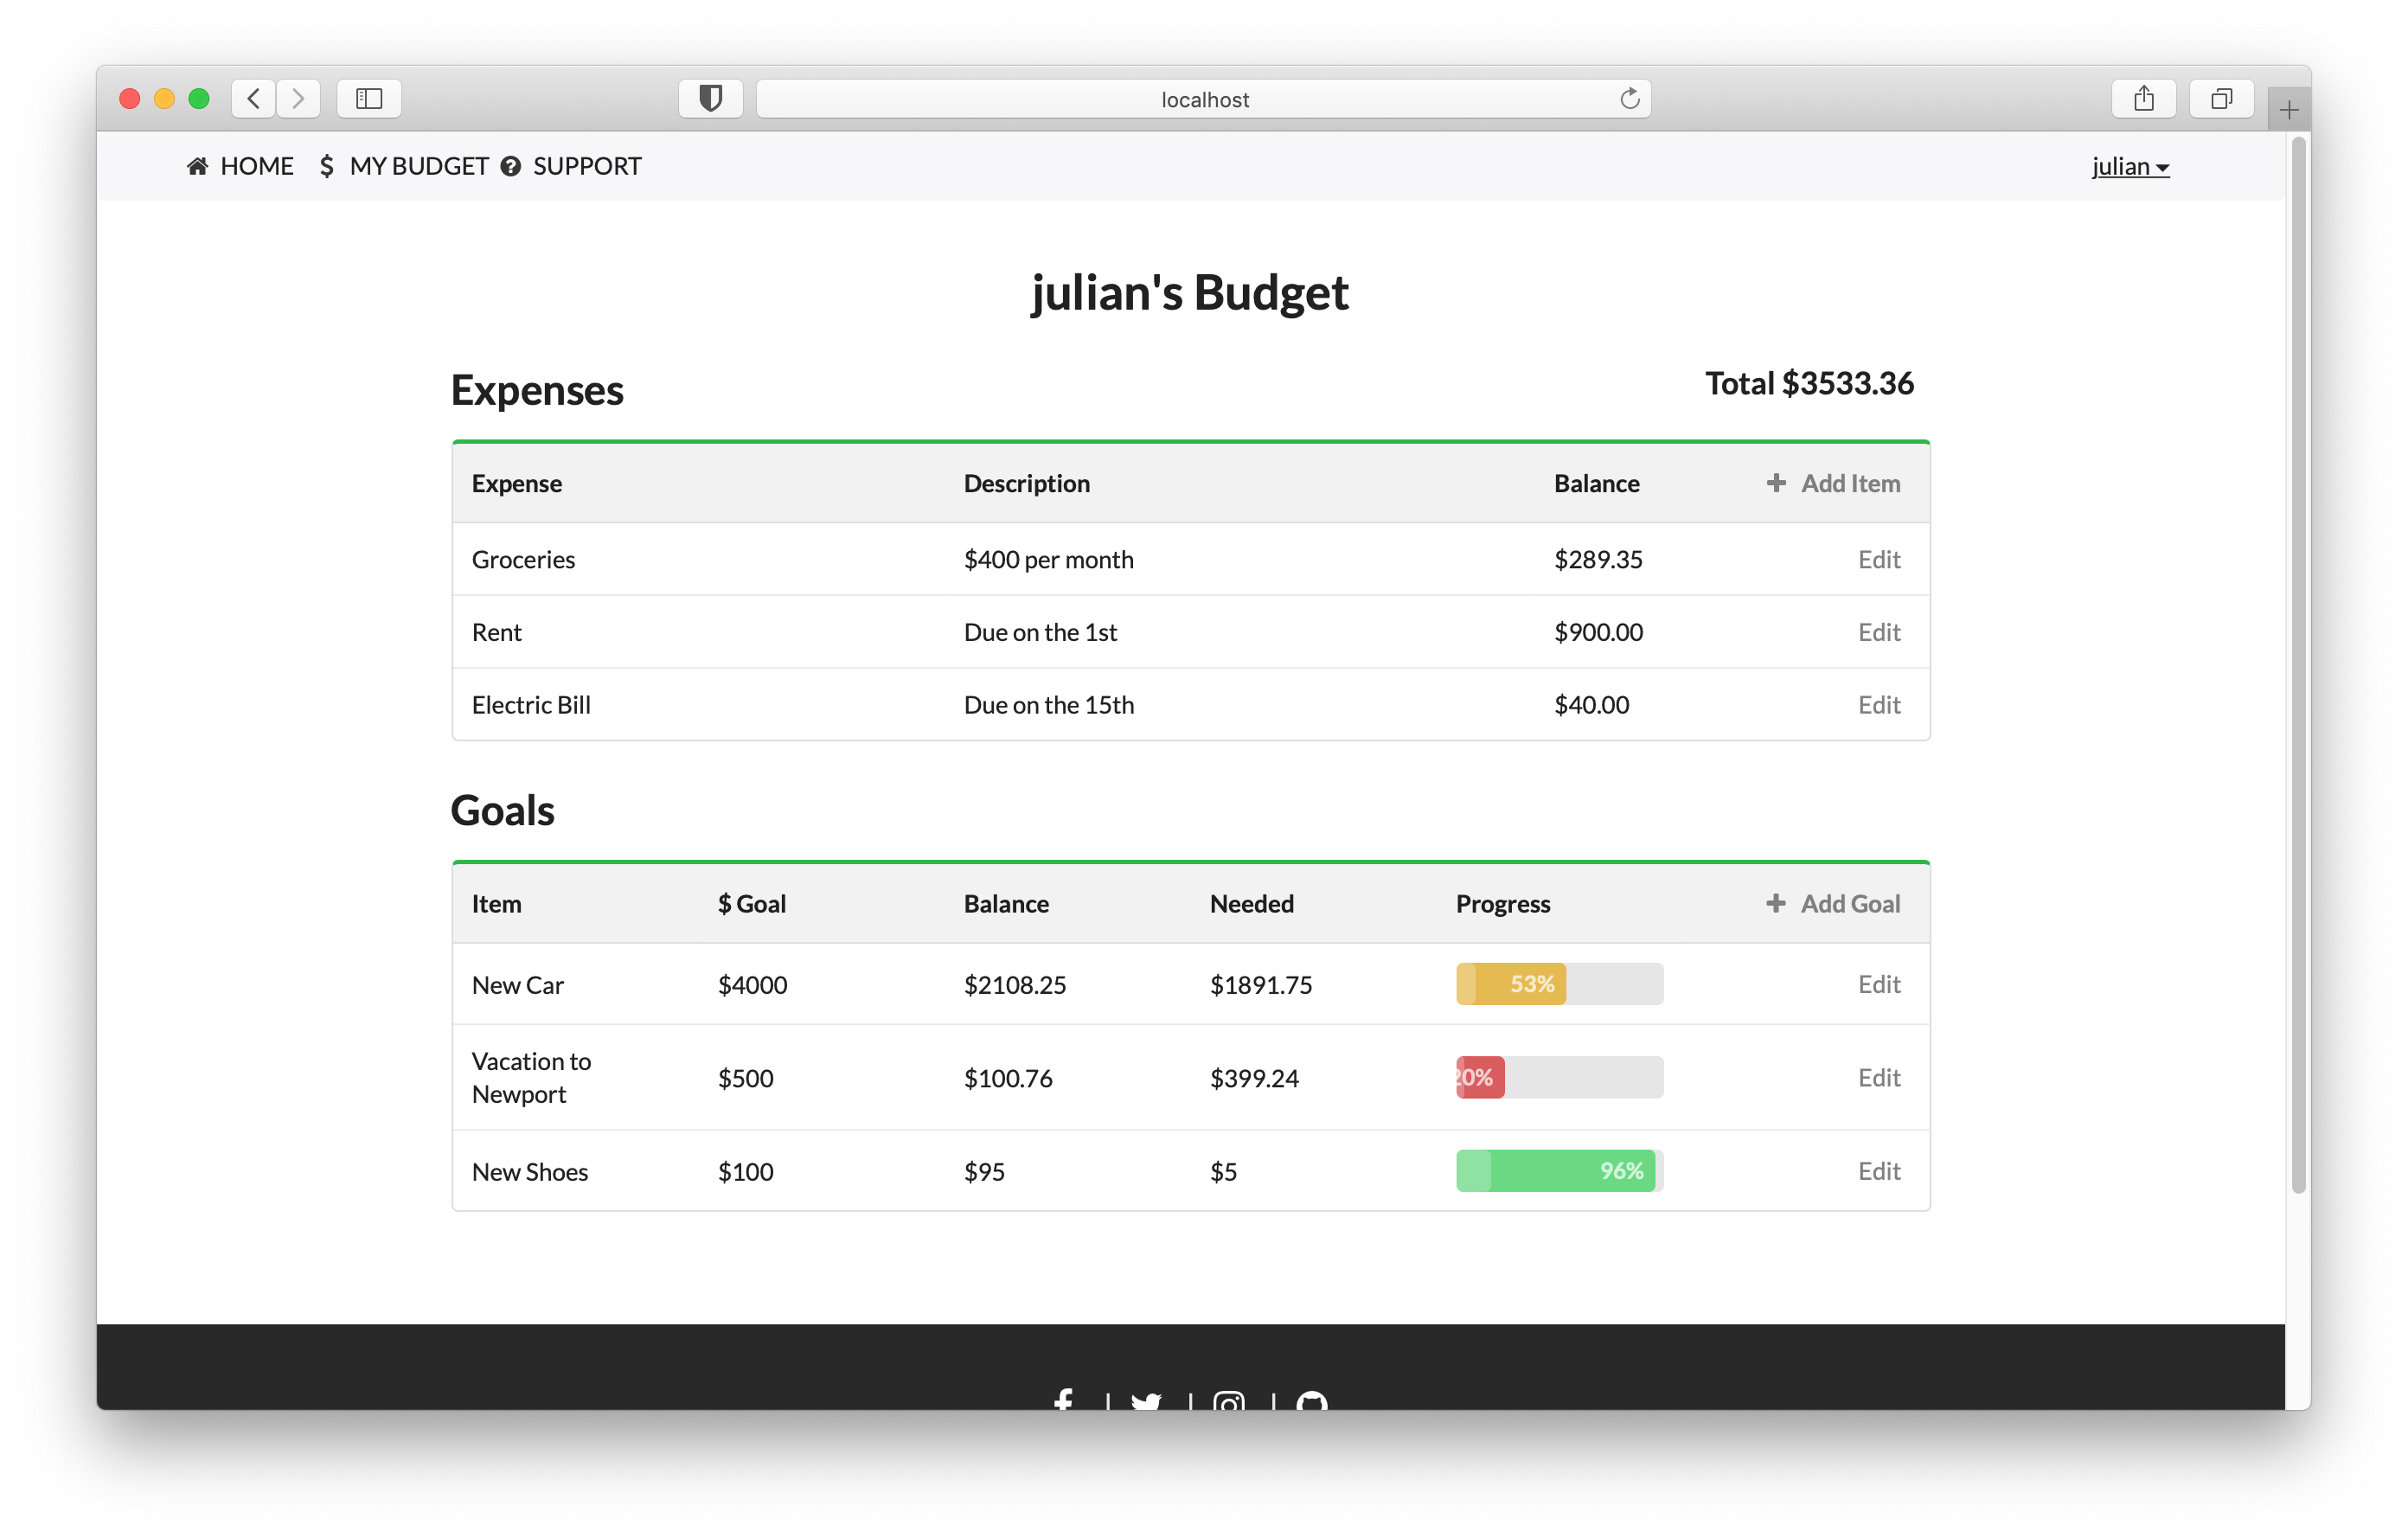 localhost
HOME $ MY BUDGET SUPPORT julian
julian's Budget
Expenses Total $3533.36
Expense Description Balance + Add Item
Groceries $400 per month $289.35 Edit
Rent Due on the 1st $900.00 Edit
Electric Bill Due on the 15th $40.00 Edit
Goals
Item $ Goal Balance Needed Progress + Add Goal
New Car $4000 $2108.25 $1891.75 53% Edit
Vacation to
Newport $500 $100.76 $399.24 20% Edit
New Shoes $100 $95 $5 96% Edit